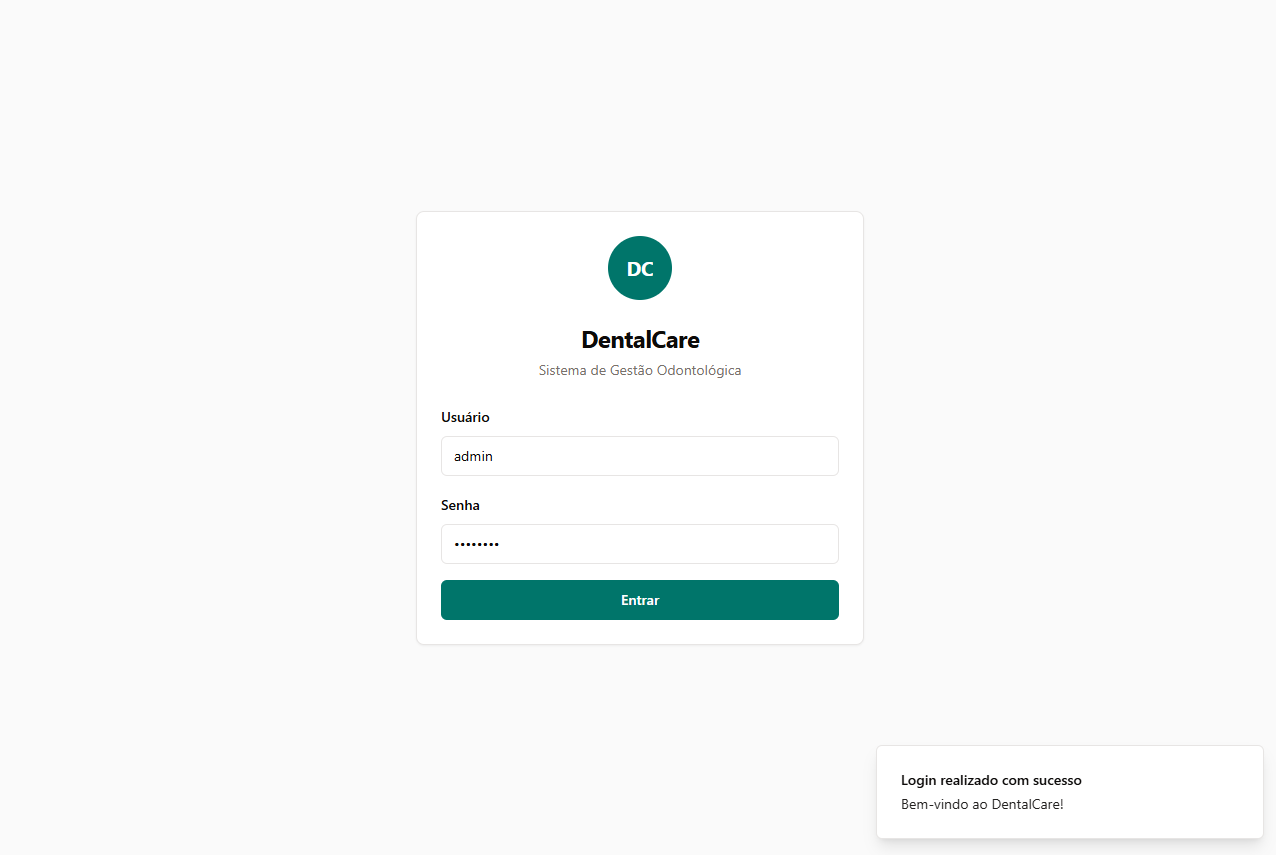 DC
DentalCare
Sistema de Gestão Odontológica
Usuário
admin
Senha
••••••••
Entrar
Login realizado com sucesso
Bem-vindo ao DentalCare!